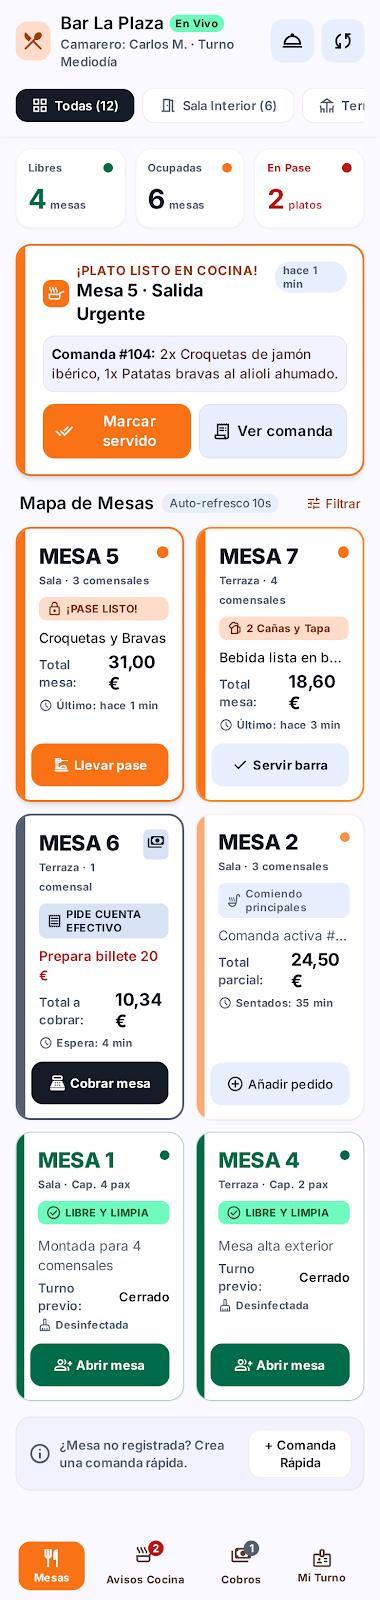 Bar La Plaza
En Vivo
Camarero: Carlos M. · Turno
Mediodía
Todas (12)
Sala Interior (6)
Terr
Libres
4 mesas
Ocupadas
6 mesas
En Pase
2 platos
¡PLATO LISTO EN COCINA!
Mesa 5 · Salida
Urgente
hace 1
min
Comanda #104: 2x Croquetas de jamón
ibérico, 1x Patatas bravas al alioli ahumado.
Marcar
servido
Ver comanda
Mapa de Mesas
Auto-refresco 10s
Filtrar
MESA 5
Sala · 3 comensales
¡PASE LISTO!
Croquetas y Bravas
Total
mesa:
31,00
€
Último: hace 1 min
Llevar pase
MESA 7
Terraza · 4
comensales
2 Cañas y Tapa
Bebida lista en b...
Total
mesa:
18,60
€
Último: hace 3 min
Servir barra
MESA 6
Terraza · 1
comensal
PIDE CUENTA
EFECTIVO
Prepara billete 20
€
Total a
cobrar:
10,34
€
Espera: 4 min
Cobrar mesa
MESA 2
Sala · 3 comensales
Comiendo
principales
Comanda activa #...
Total
parcial:
24,50
€
Sentados: 35 min
Añadir pedido
MESA 1
Sala · Cap. 4 pax
LIBRE Y LIMPIA
Montada para 4
comensales
Turno
previo:
Cerrado
Desinfectada
Abrir mesa
MESA 4
Terraza · Cap. 2 pax
LIBRE Y LIMPIA
Mesa alta exterior
Turno
previo:
Cerrado
Desinfectada
Abrir mesa
¿Mesa no registrada? Crea
una comanda rápida.
+ Comanda
Rápida
Mesas
2
Avisos Cocina
1
Cobros
Mi Turno